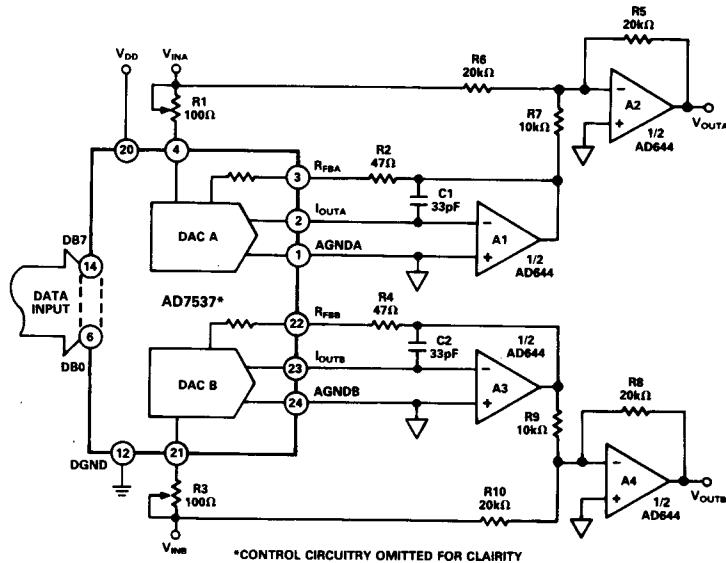 R5
20kΩ
VDD
VINA
R6
20kΩ
R1
100Ω
R7
10kΩ
−
A2
+
VOUTA
1/2
AD644
20
4
RFBA
R2
47Ω
3
C1
33pF
IOUTA
2
−
A1
+
DAC A
AGNDA
1
1/2
AD644
DB7
14
DATA
INPUT
AD7537*
6
DB0
RFBB
R4
47Ω
22
C2
33pF
1/2
AD644
IOUTB
23
−
A3
+
DAC B
AGNDB
24
R8
20kΩ
R9
10kΩ
DGND
12
21
−
A4
+
VOUTB
R3
100Ω
R10
20kΩ
1/2
AD644
VINB
*CONTROL CIRCUITRY OMITTED FOR CLAIRITY